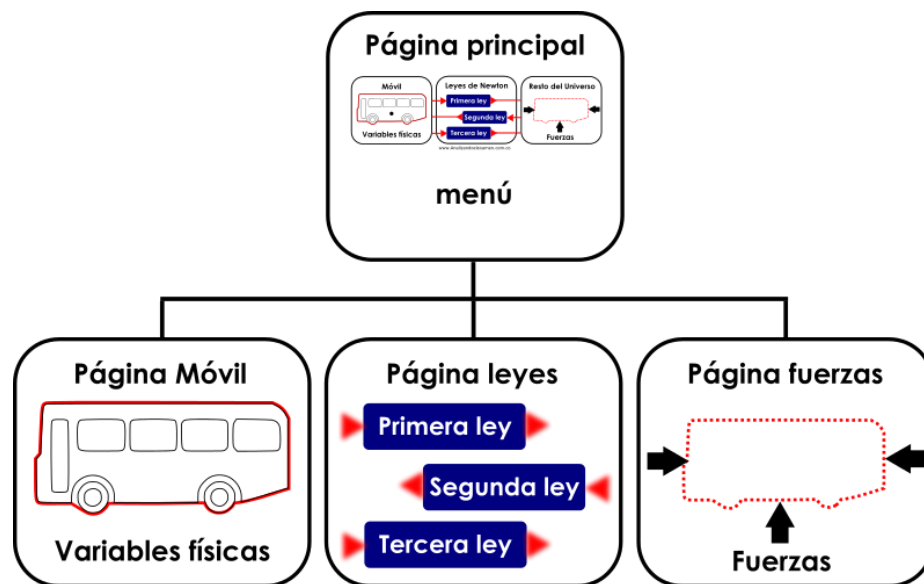 Página principal
Móvil
Leyes de Newton
Resto del Universo
Primera ley
Segunda ley
Tercera ley
Variables físicas
Fuerzas
menú
Página Móvil
Página leyes
Página fuerzas
Primera ley
Segunda ley
Tercera ley
Variables físicas
Fuerzas